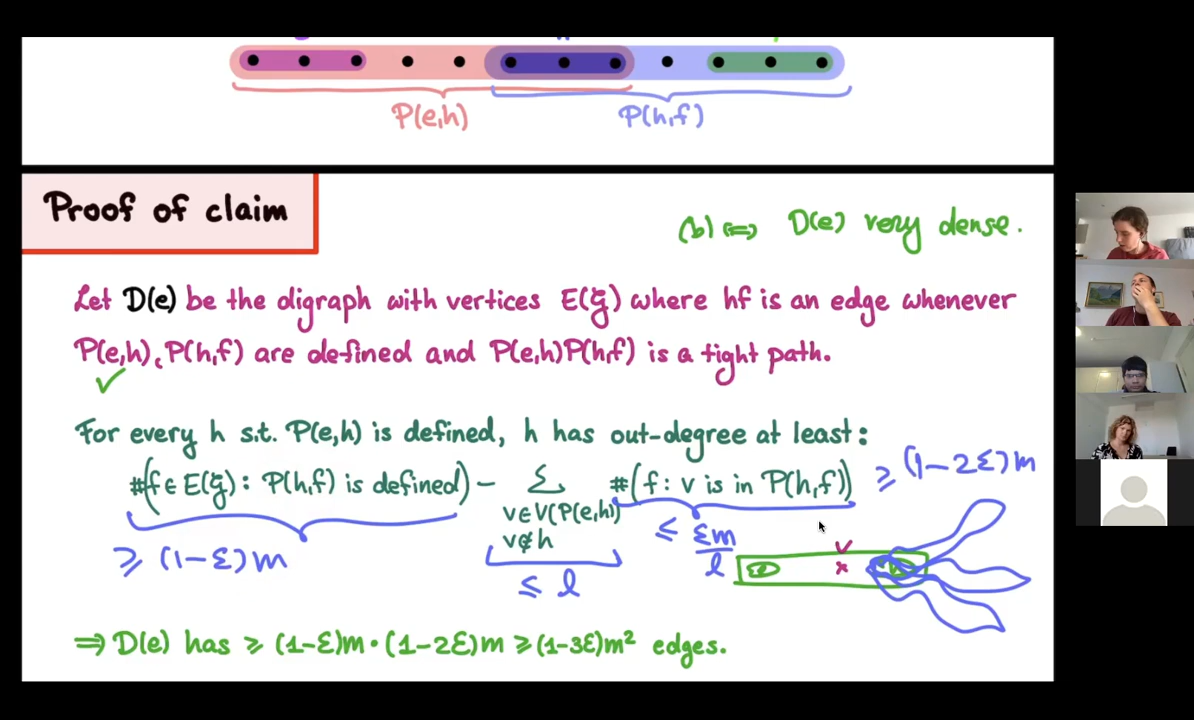 P(e,h) P(h,f)
Proof of claim
(b) ⇔ D(e) very dense.
Let D(e) be the digraph with vertices E(G) where hf is an edge whenever
P(e,h), P(h,f) are defined and P(e,h)P(h,f) is a tight path.
✓
For every h s.t. P(e,h) is defined, h has out-degree at least:
#(f ∈ E(G): P(h,f) is defined) − Σ #(f: v is in P(h,f)) ≥ (1−2ε)m
v∈V(P(e,h))
v∉h
≥ (1−ε)m ≤ l ≤ εm/l
v
x
⇒ D(e) has ≥ (1−ε)m · (1−2ε)m ≥ (1−3ε)m² edges.